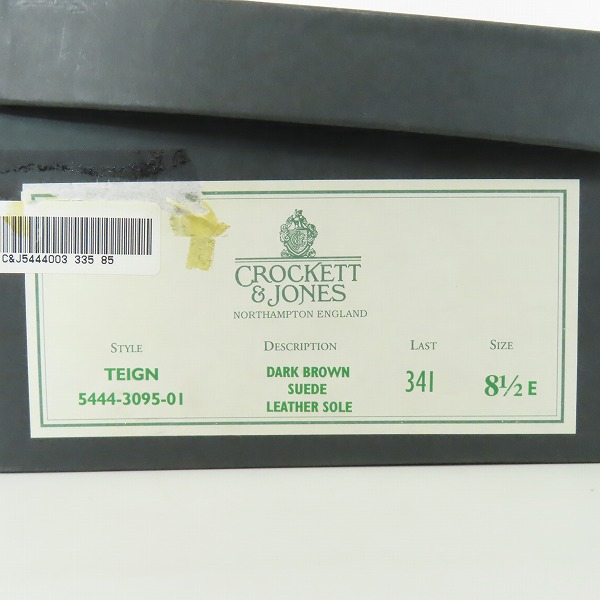 C&J5444003 335 85
CROCKETT
& JONES
NORTHAMPTON ENGLAND
STYLE
TEIGN
5444-3095-01
DESCRIPTION
DARK BROWN
SUEDE
LEATHER SOLE
LAST
341
SIZE
8½ E